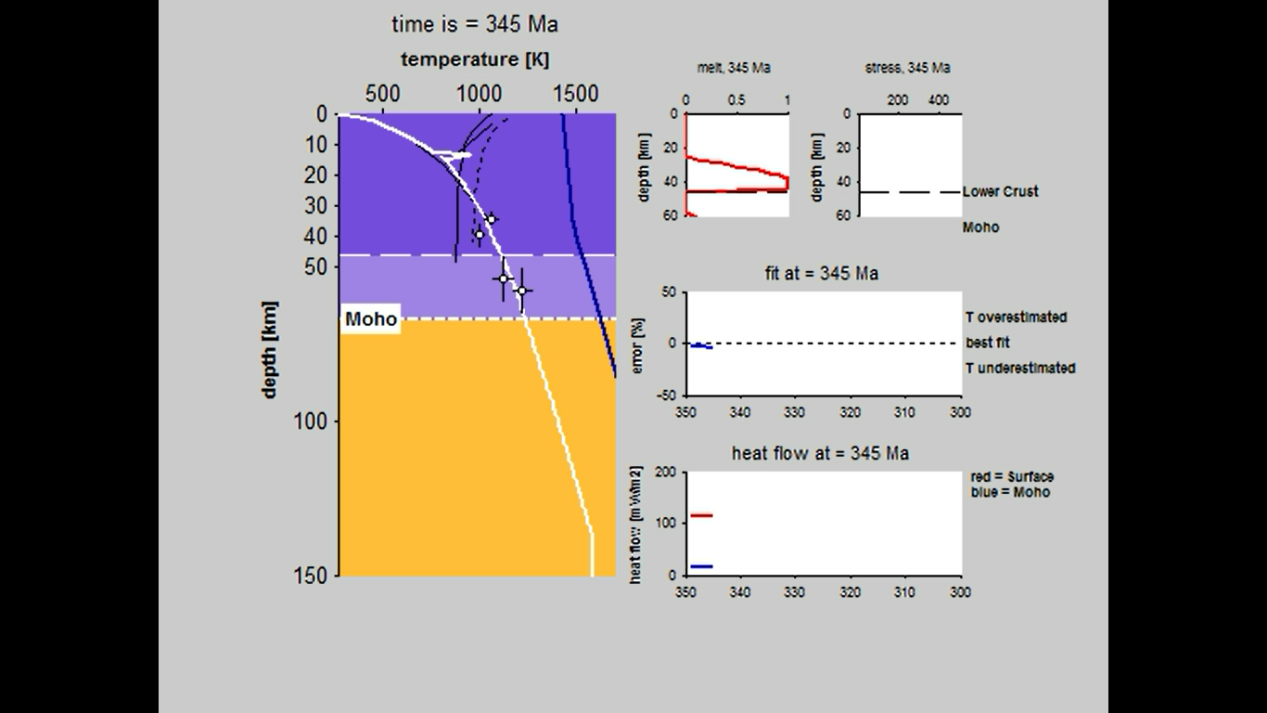 time is = 345 Ma
temperature [K]
500 1000 1500
0
10
20
30
40
50
100
150
depth [km]
Moho
melt, 345 Ma
0 0.5 1
0
20
40
60
depth [km]
stress, 345 Ma
200 400
0
20
40
60
depth [km]
Lower Crust
Moho
fit at = 345 Ma
50
0
-50
error [%]
350 340 330 320 310 300
T overestimated
best fit
T underestimated
heat flow at = 345 Ma
200
100
0
heat flow [mW/m2]
350 340 330 320 310 300
red = Surface
blue = Moho